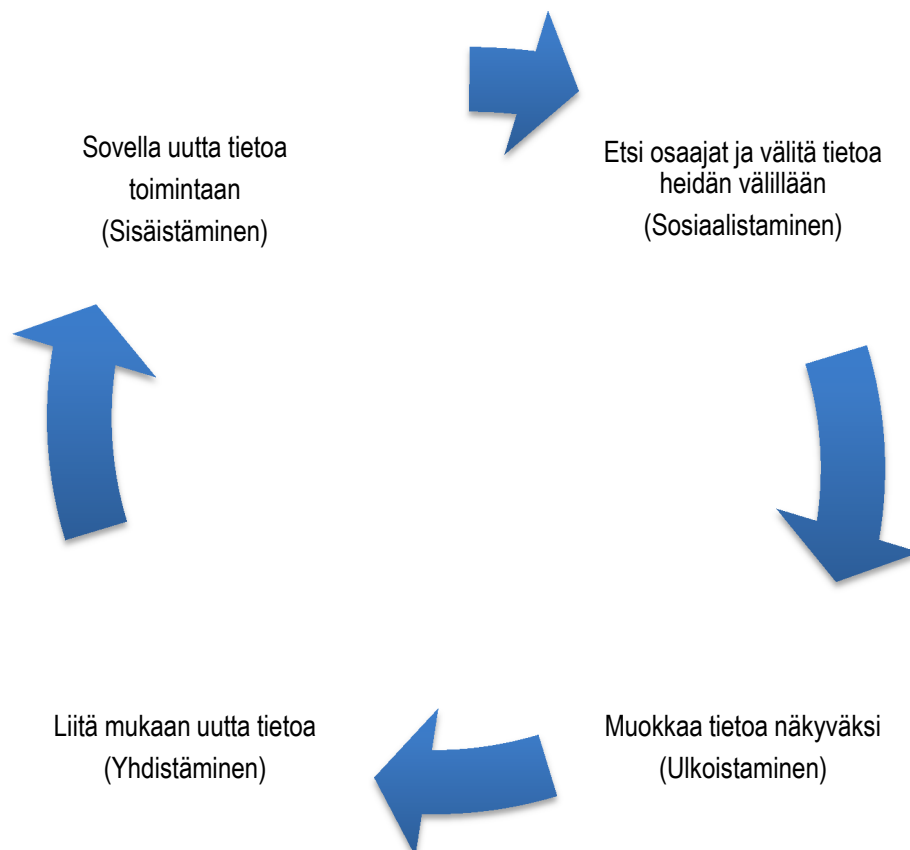 Sovella uutta tietoa
toimintaan
(Sisäistäminen)
Etsi osaajat ja välitä tietoa
heidän välillään
(Sosiaalistaminen)
Liitä mukaan uutta tietoa
(Yhdistäminen)
Muokkaa tietoa näkyväksi
(Ulkoistaminen)